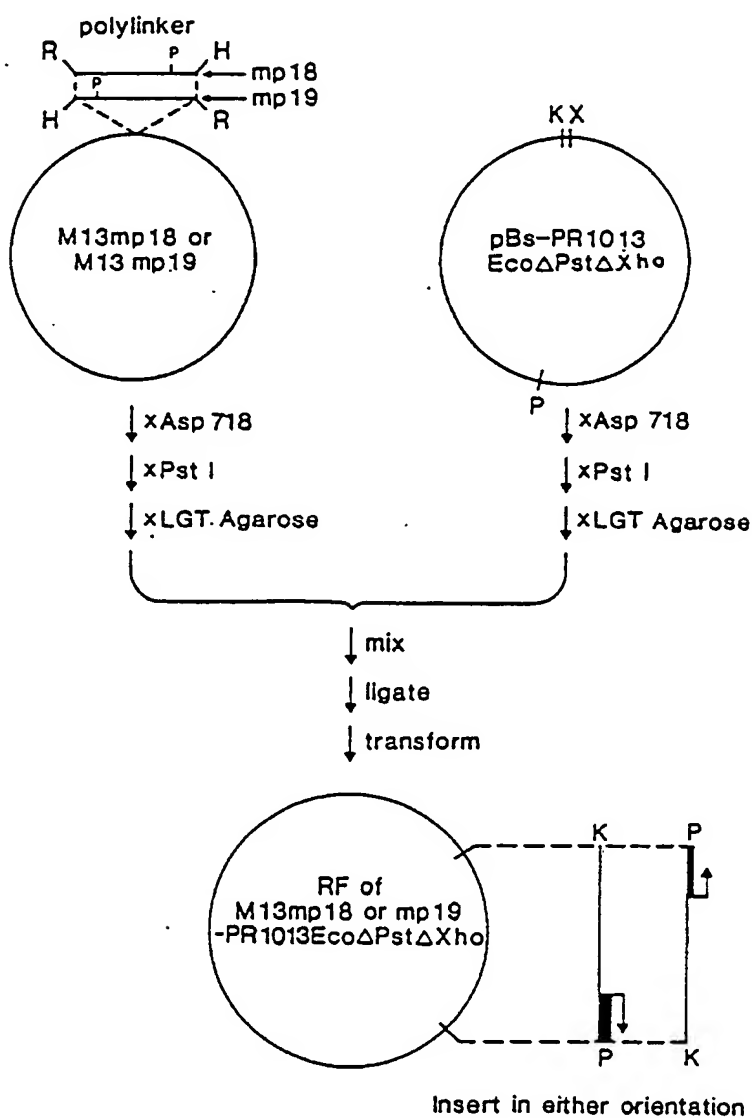 polylinker
R P H
mp18
P
mp19
H R
M13mp18 or
M13 mp19
K X
pBs-PR1013
EcoΔPstΔXho
P
xAsp 718
xPst I
xLGT. Agarose
xAsp 718
xPst I
xLGT Agarose
mix
ligate
transform
RF of
M13mp18 or mp19
-PR1013EcoΔPstΔXho
K P
P K
Insert in either orientation